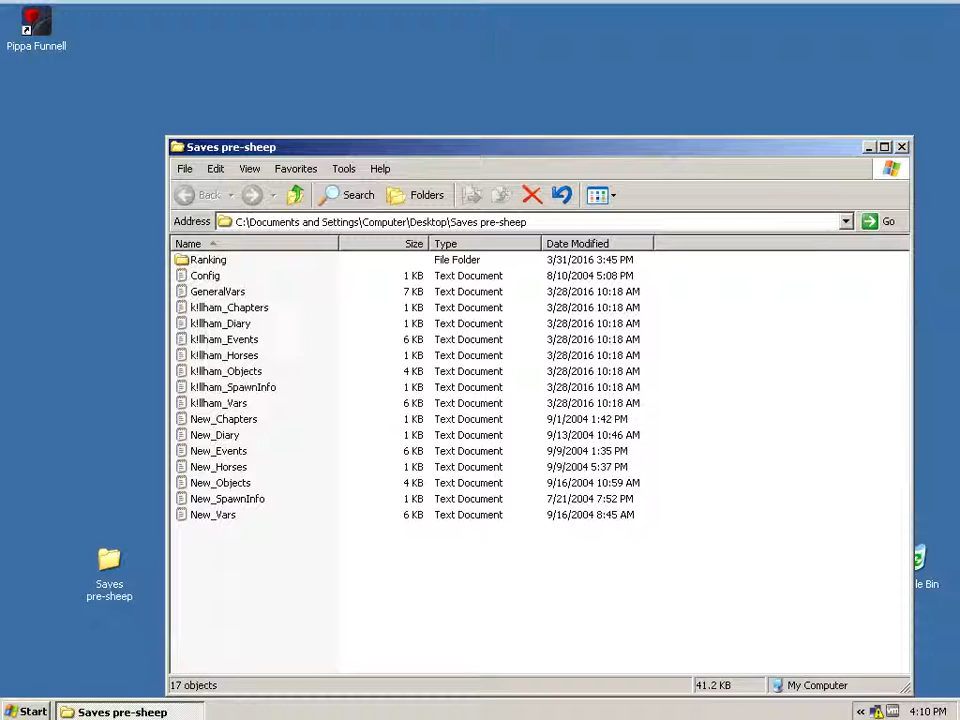 Pippa Funnell
Saves pre-sheep
File Edit View Favorites Tools Help
Back Search Folders
Address C:\Documents and Settings\Computer\Desktop\Saves pre-sheep Go
Name Size Type Date Modified
Ranking File Folder 3/31/2016 3:45 PM
Config 1 KB Text Document 8/10/2004 5:08 PM
GeneralVars 7 KB Text Document 3/28/2016 10:18 AM
k!llham_Chapters 1 KB Text Document 3/28/2016 10:18 AM
k!llham_Diary 1 KB Text Document 3/28/2016 10:18 AM
k!llham_Events 6 KB Text Document 3/28/2016 10:18 AM
k!llham_Horses 1 KB Text Document 3/28/2016 10:18 AM
k!llham_Objects 4 KB Text Document 3/28/2016 10:18 AM
k!llham_SpawnInfo 1 KB Text Document 3/28/2016 10:18 AM
k!llham_Vars 6 KB Text Document 3/28/2016 10:18 AM
New_Chapters 1 KB Text Document 9/1/2004 1:42 PM
New_Diary 1 KB Text Document 9/13/2004 10:46 AM
New_Events 6 KB Text Document 9/9/2004 1:35 PM
New_Horses 1 KB Text Document 9/9/2004 5:37 PM
New_Objects 4 KB Text Document 9/16/2004 10:59 AM
New_SpawnInfo 1 KB Text Document 7/21/2004 7:52 PM
New_Vars 6 KB Text Document 9/16/2004 8:45 AM
Saves
pre-sheep
le Bin
17 objects 41.2 KB My Computer
Start Saves pre-sheep « 4:10 PM